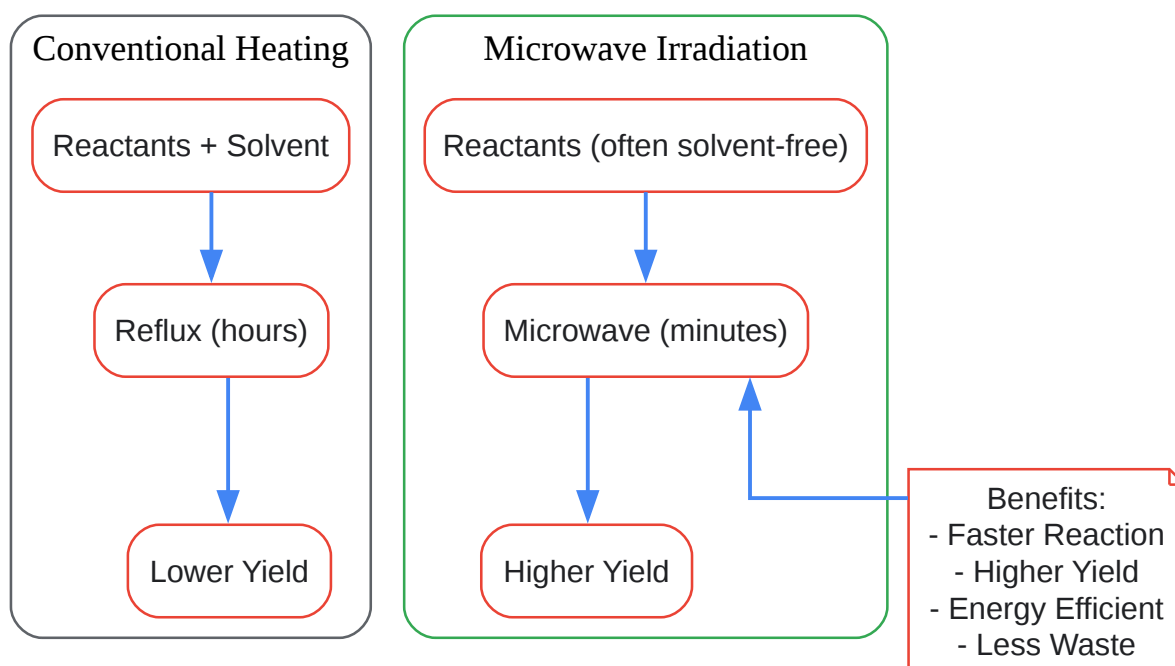 Conventional Heating
Reactants + Solvent
Reflux (hours)
Lower Yield
Microwave Irradiation
Reactants (often solvent-free)
Microwave (minutes)
Higher Yield
Benefits:
- Faster Reaction
- Higher Yield
- Energy Efficient
- Less Waste